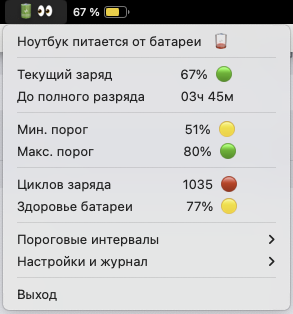 67 %
Ноутбук питается от батареи
Текущий заряд 67%
До полного разряда 03ч 45м
Мин. порог 51%
Макс. порог 80%
Циклов заряда 1035
Здоровье батареи 77%
Пороговые интервалы
Настройки и журнал
Выход